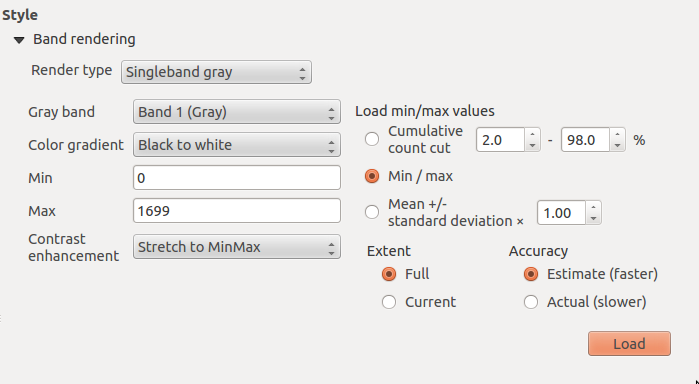 Style
Band rendering
Render type Singleband gray
Gray band Band 1 (Gray)
Color gradient Black to white
Min 0
Max 1699
Contrast
enhancement Stretch to MinMax
Load min/max values
Cumulative
count cut 2.0 - 98.0 %
Min / max
Mean +/-
standard deviation × 1.00
Extent
Full
Current
Accuracy
Estimate (faster)
Actual (slower)
Load